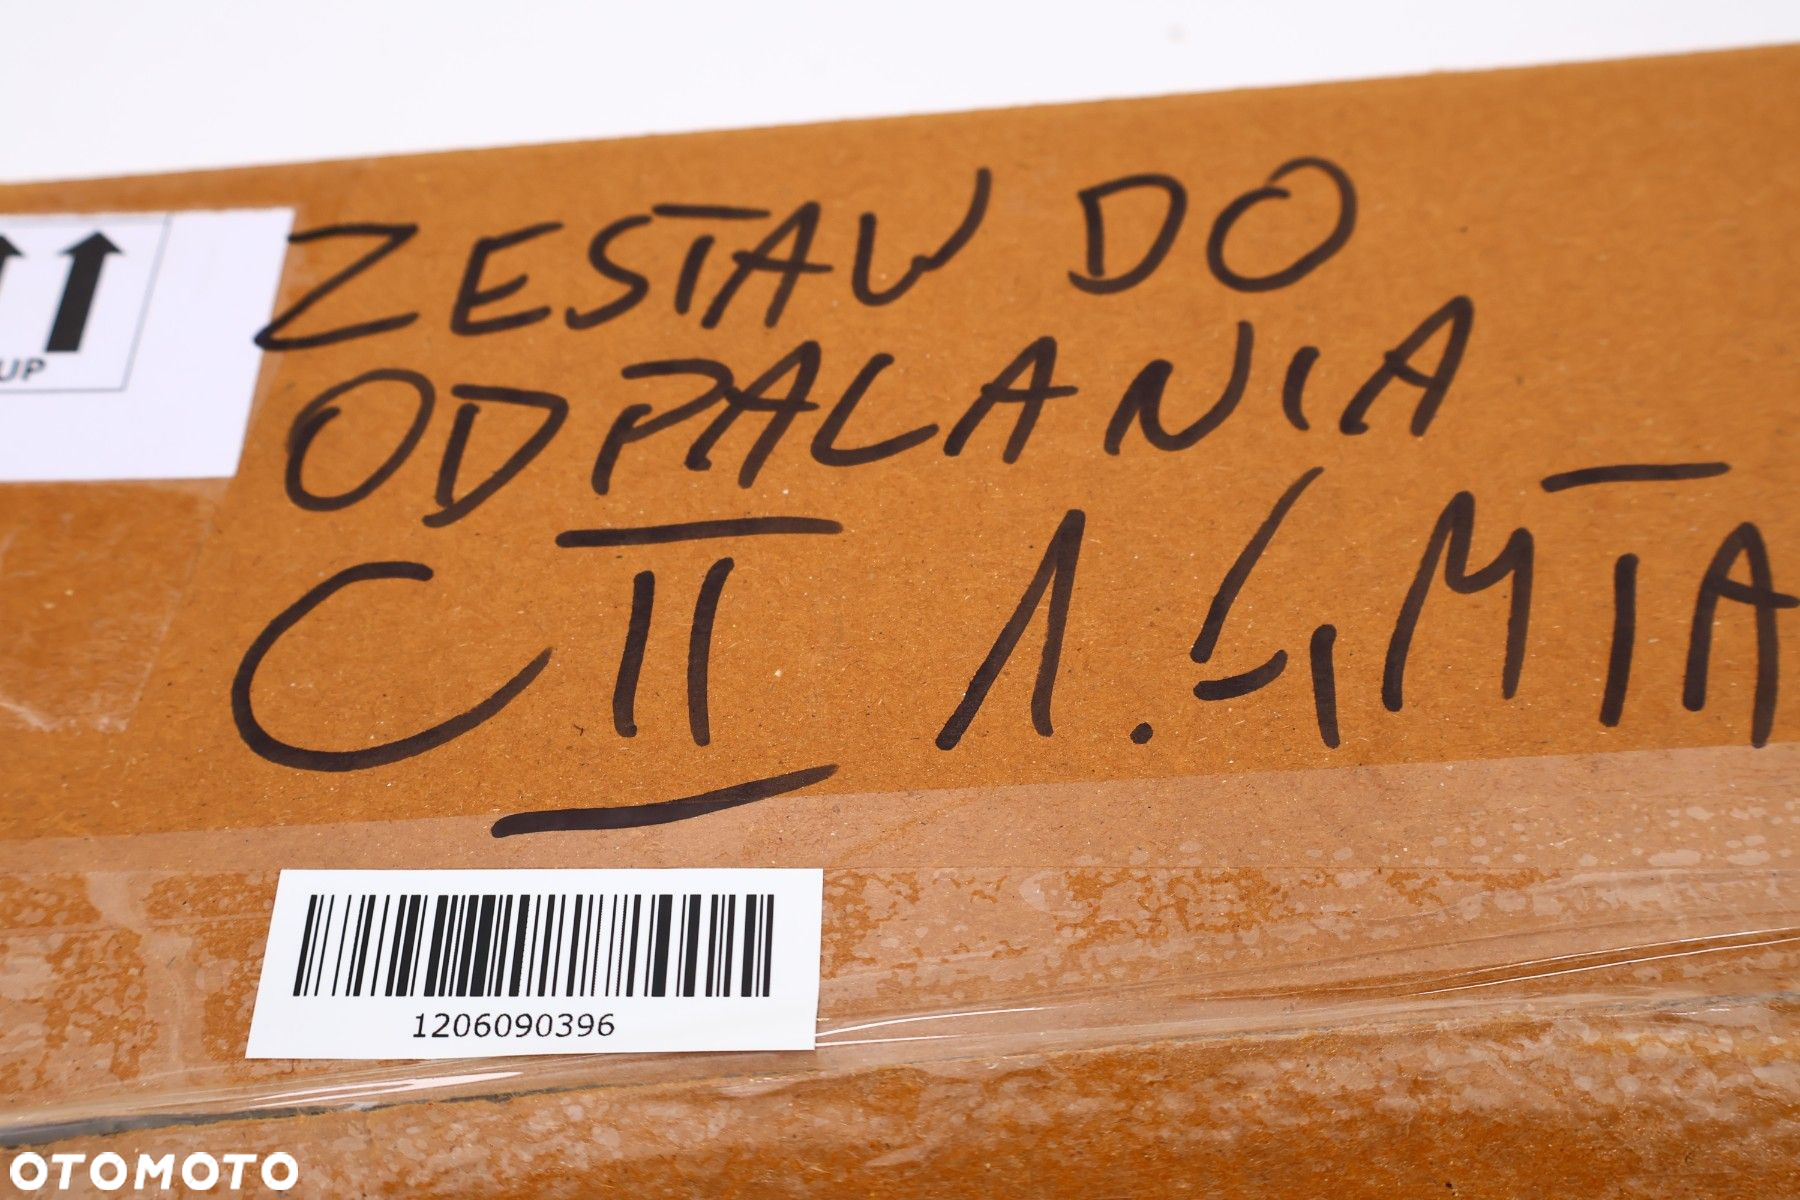 ZESTAW DO
ODPALANIA
C II 1.4 MTA
UP
1206090396
OTOMOTO